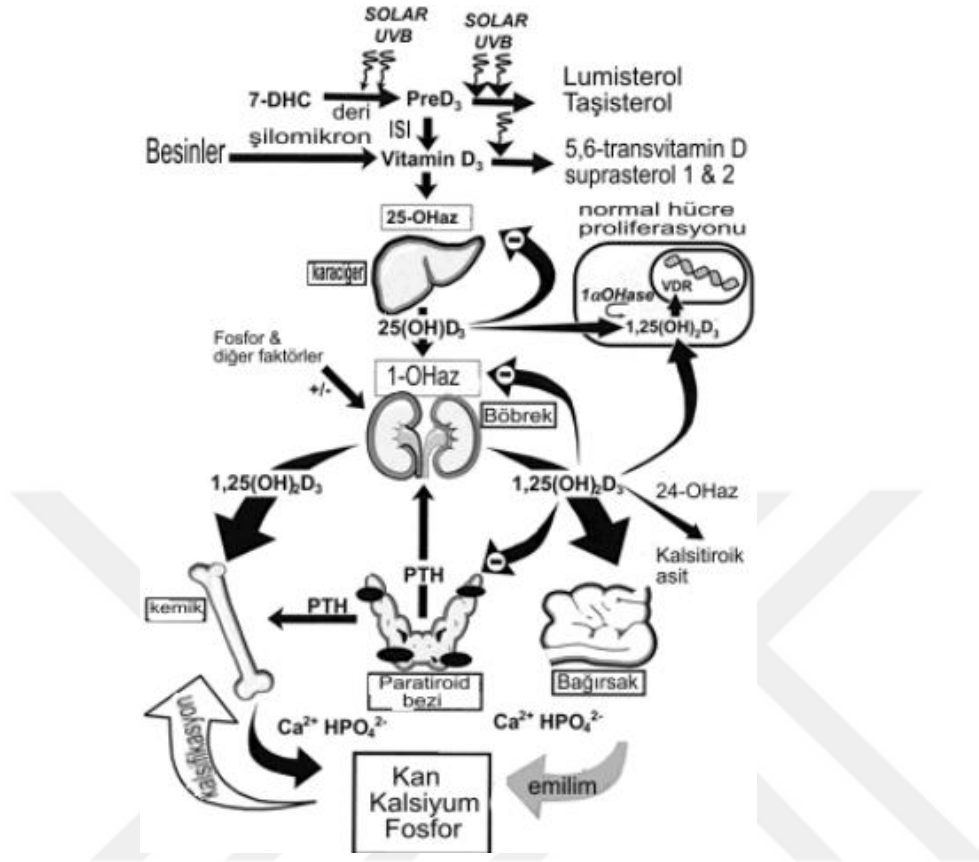 SOLAR
UVB
SOLAR
UVB
7-DHC
deri
PreD₃
Lumisterol
Taşisterol
ISI
Besinler
şilomikron
Vitamin D₃
5,6-transvitamin D
suprasterol 1 & 2
25-OHaz
normal hücre
proliferasyonu
karaciğer
VDR
1αOHase
25(OH)D₃
1,25(OH)₂D₃
Fosfor &
diğer faktörler
+/-
1-OHaz
Böbrek
1,25(OH)₂D₃
1,25(OH)₂D₃
24-OHaz
Kalsitiroik
asit
PTH
PTH
kemik
Paratiroid
bezi
Bağırsak
Ca²⁺ HPO₄²⁻
Ca²⁺ HPO₄²⁻
kalsifikasyon
Kan
Kalsiyum
Fosfor
emilim